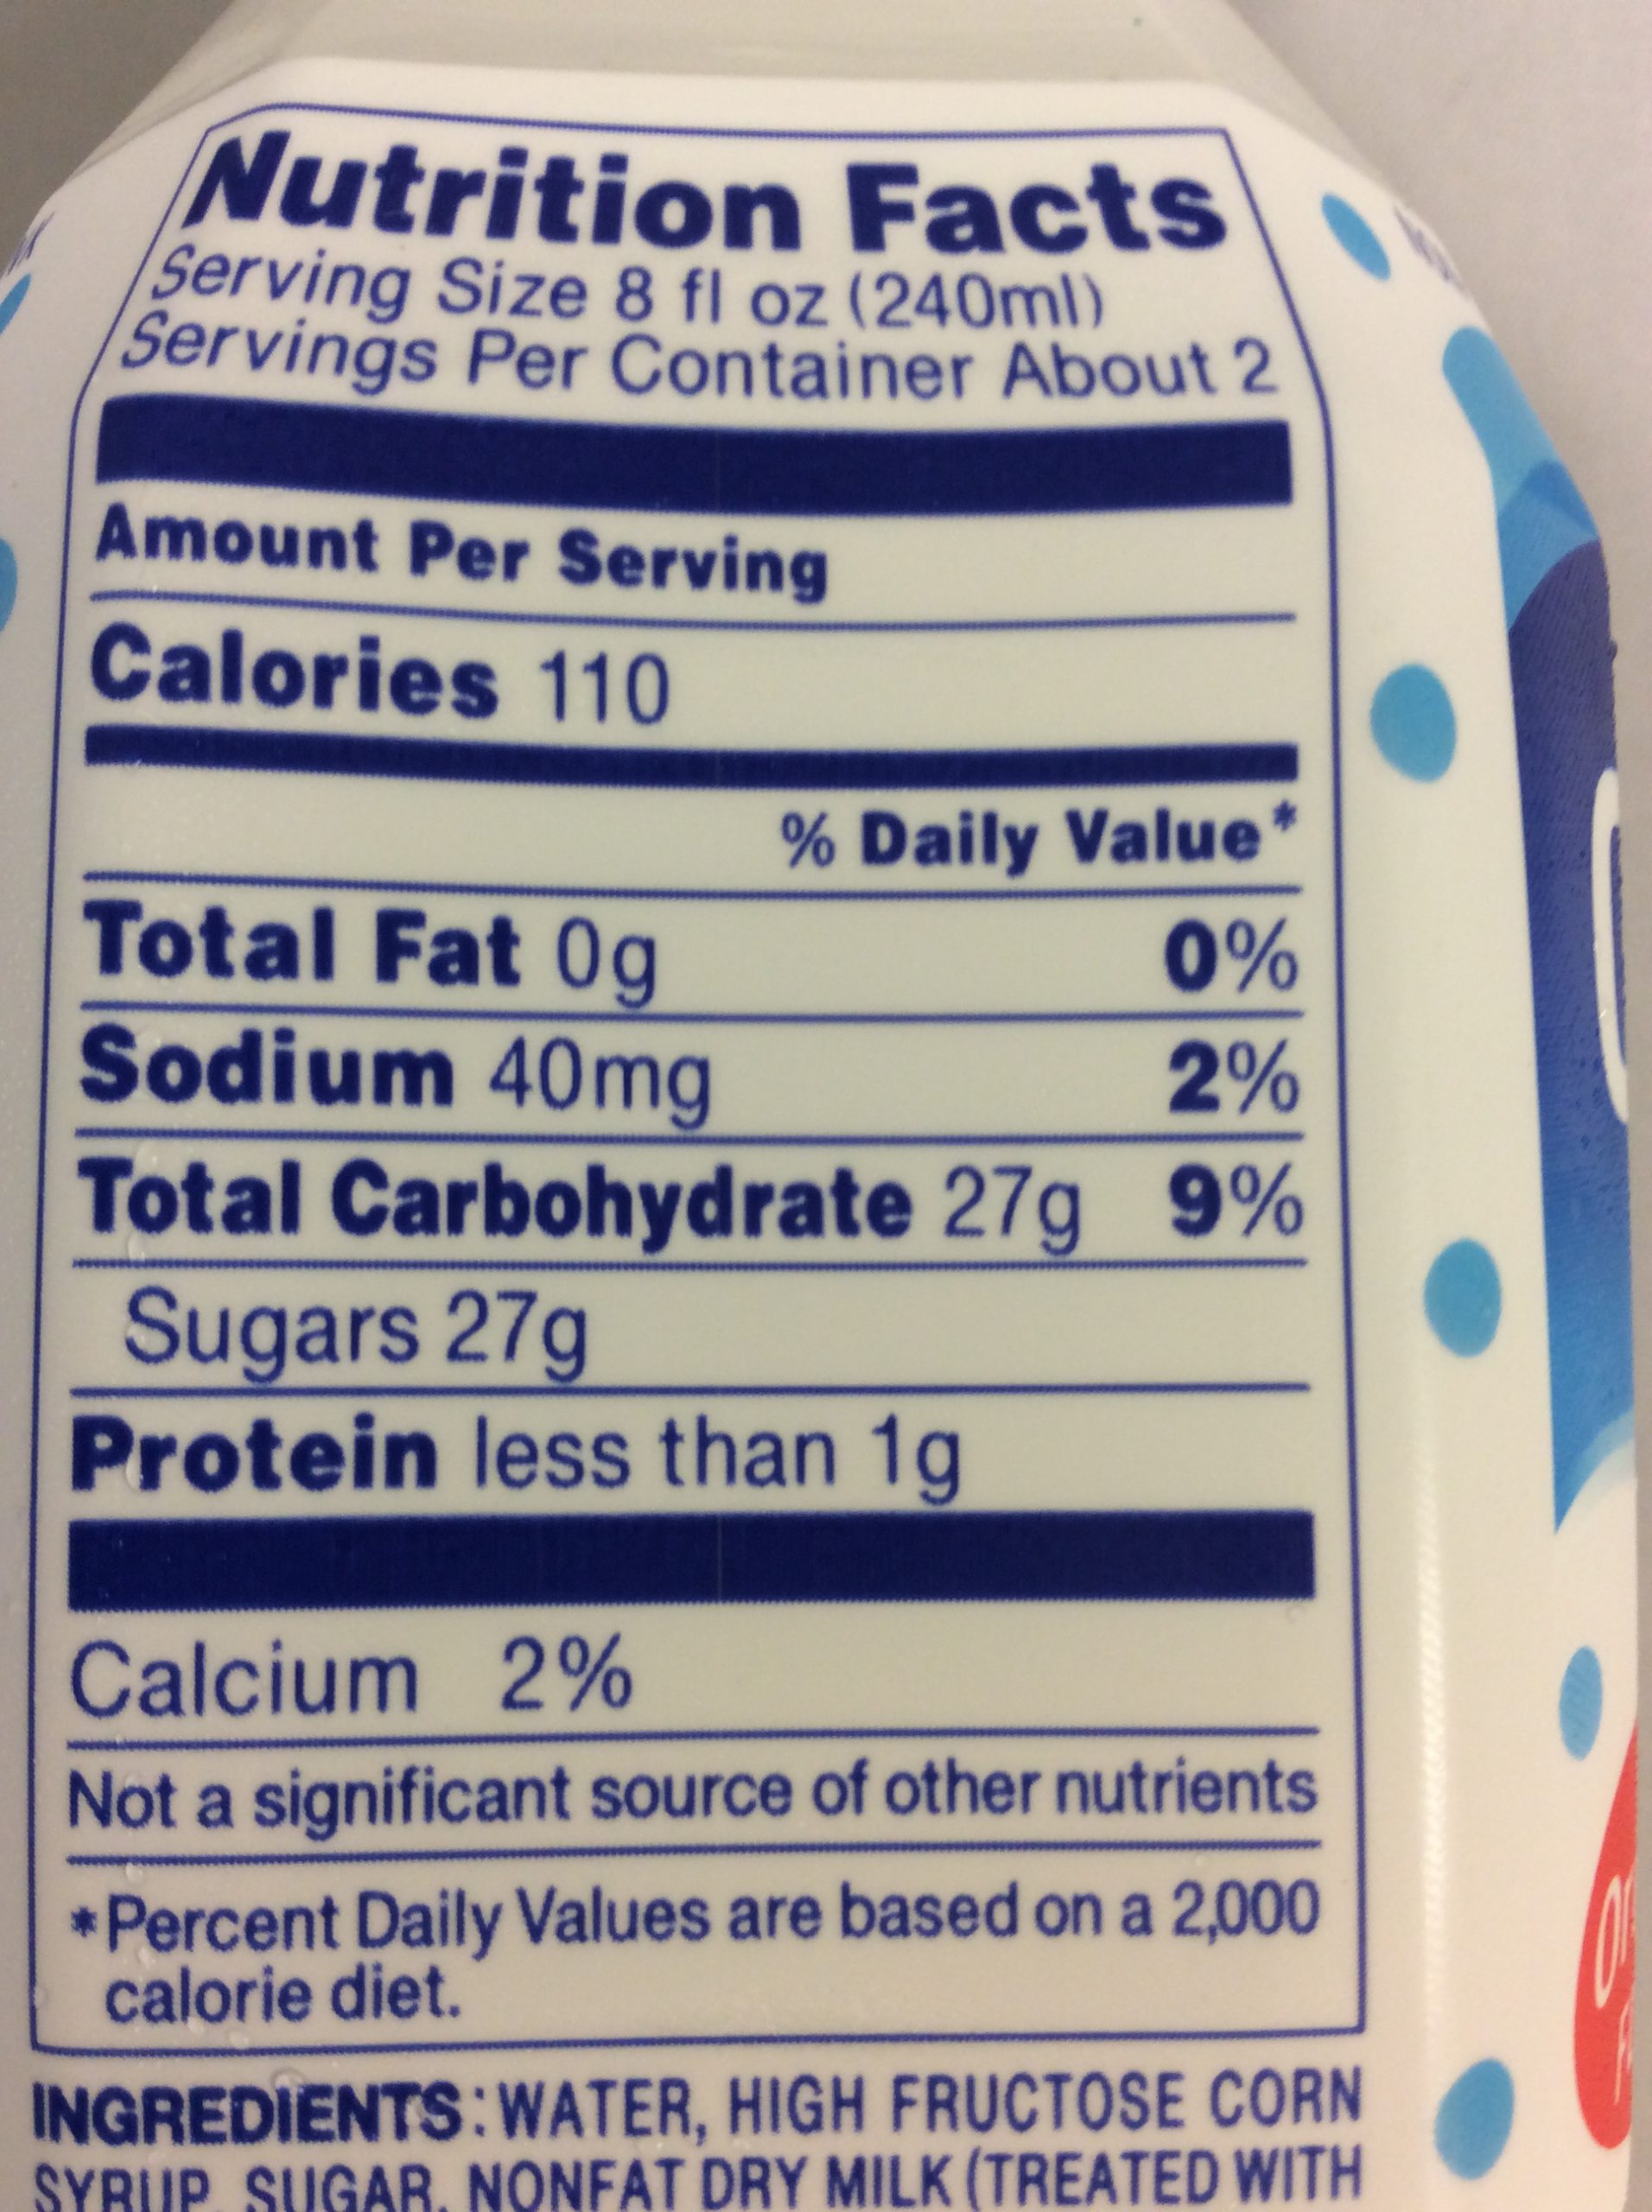 Nutrition Facts
Serving Size 8 fl oz (240ml)
Servings Per Container About 2
Amount Per Serving
Calories 110
% Daily Value*
Total Fat 0g 0%
Sodium 40mg 2%
Total Carbohydrate 27g 9%
Sugars 27g
Protein less than 1g
Calcium 2%
Not a significant source of other nutrients
*Percent Daily Values are based on a 2,000
calorie diet.
INGREDIENTS: WATER, HIGH FRUCTOSE CORN
SYRUP, SUGAR, NONFAT DRY MILK (TREATED WITH